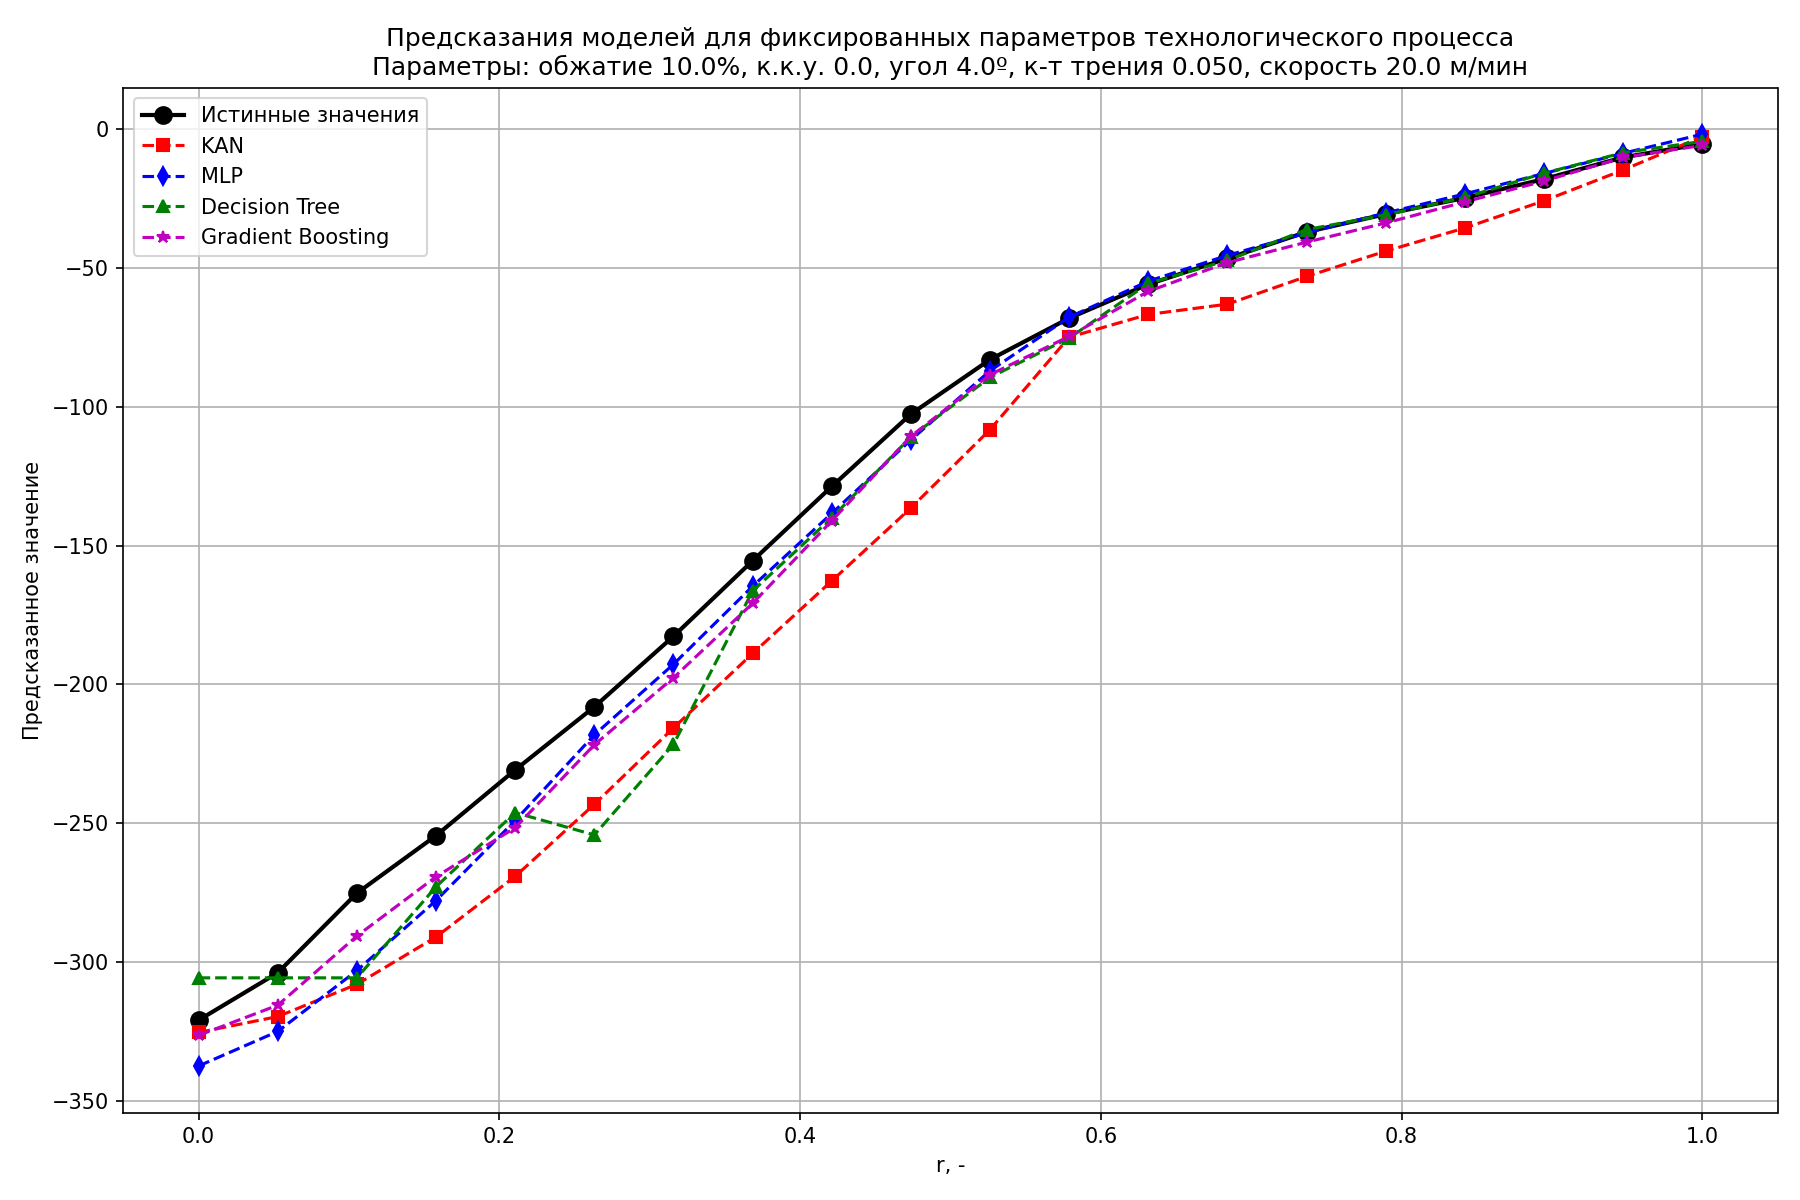 Предсказания моделей для фиксированных параметров технологического процесса
Параметры: обжатие 10.0%, к.к.у. 0.0, угол 4.0º, к-т трения 0.050, скорость 20.0 м/мин
Истинные значения
KAN
MLP
Decision Tree
Gradient Boosting
Предсказанное значение
0
−50
−100
−150
−200
−250
−300
−350
0.0
0.2
0.4
0.6
0.8
1.0
r, -